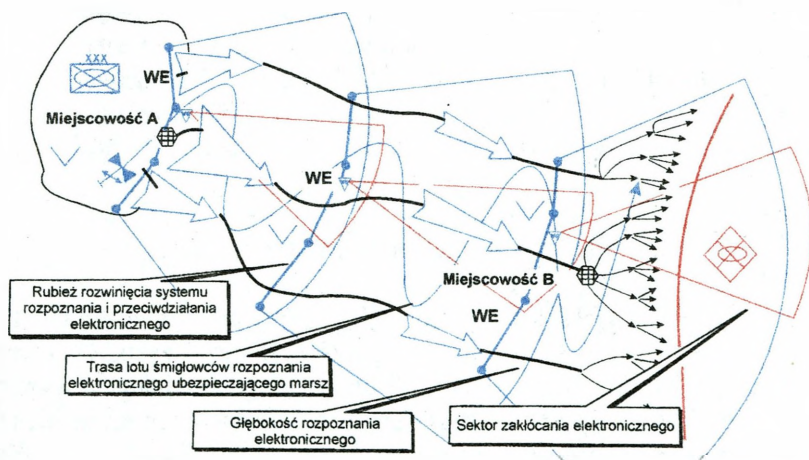 XXX
WE
Miejscowość A
WE
Miejscowość B
WE
Rubież rozwinięcia systemu
rozpoznania i przeciwdziałania
elektronicznego
Trasa lotu śmigłowców rozpoznania
elektronicznego ubezpieczającego marsz
Głębokość rozpoznania
elektronicznego
Sektor zakłócania elektronicznego